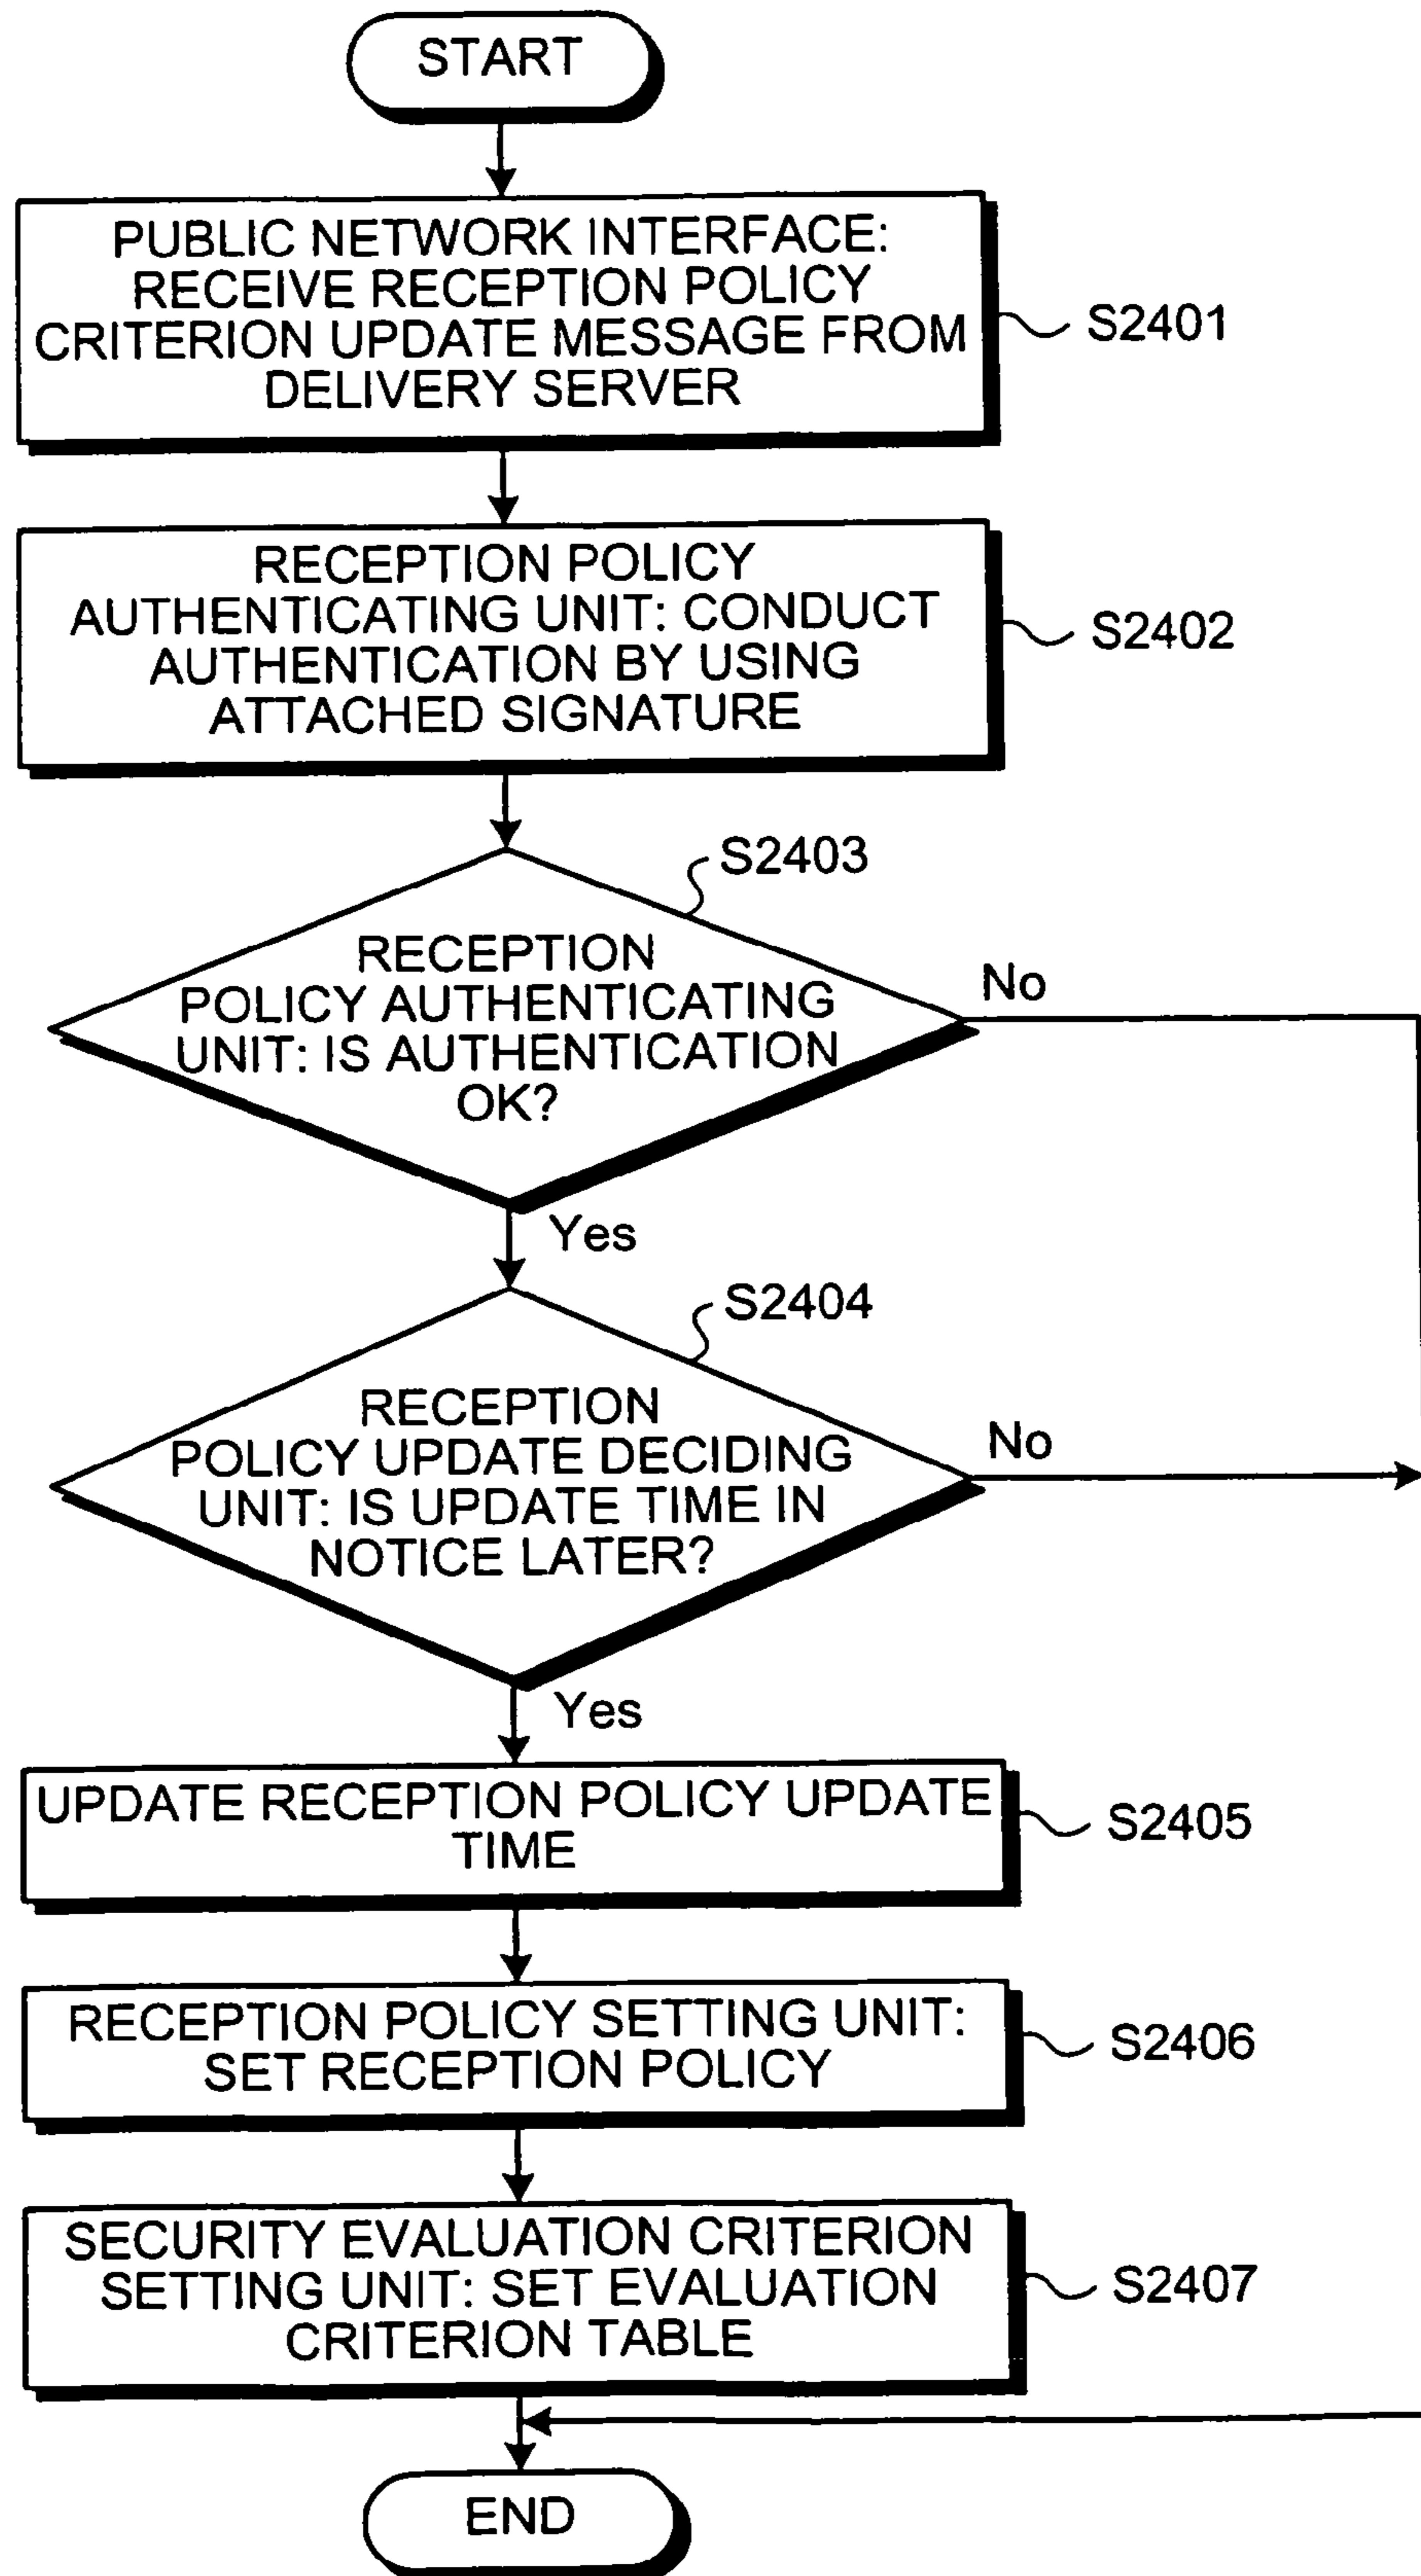 START
PUBLIC NETWORK INTERFACE:
RECEIVE RECEPTION POLICY
CRITERION UPDATE MESSAGE FROM
DELIVERY SERVER
S2401
RECEPTION POLICY
AUTHENTICATING UNIT: CONDUCT
AUTHENTICATION BY USING
ATTACHED SIGNATURE
S2402
S2403
RECEPTION
POLICY AUTHENTICATING
UNIT: IS AUTHENTICATION
OK?
No
Yes
S2404
RECEPTION
POLICY UPDATE DECIDING
UNIT: IS UPDATE TIME IN
NOTICE LATER?
No
Yes
UPDATE RECEPTION POLICY UPDATE
TIME
S2405
RECEPTION POLICY SETTING UNIT:
SET RECEPTION POLICY
S2406
SECURITY EVALUATION CRITERION
SETTING UNIT: SET EVALUATION
CRITERION TABLE
S2407
END